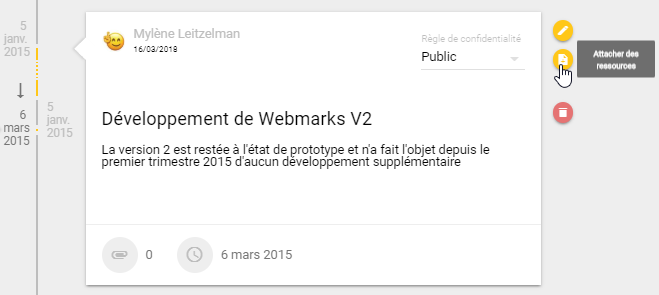 5
janv.
2015
6
mars
2015
5
janv.
2015
Mylène Leitzelman
16/03/2018
Règle de confidentialité
Public
Développement de Webmarks V2
La version 2 est restée à l'état de prototype et n'a fait l'objet depuis le
premier trimestre 2015 d'aucun développement supplémentaire
0
6 mars 2015
Attacher des
ressources